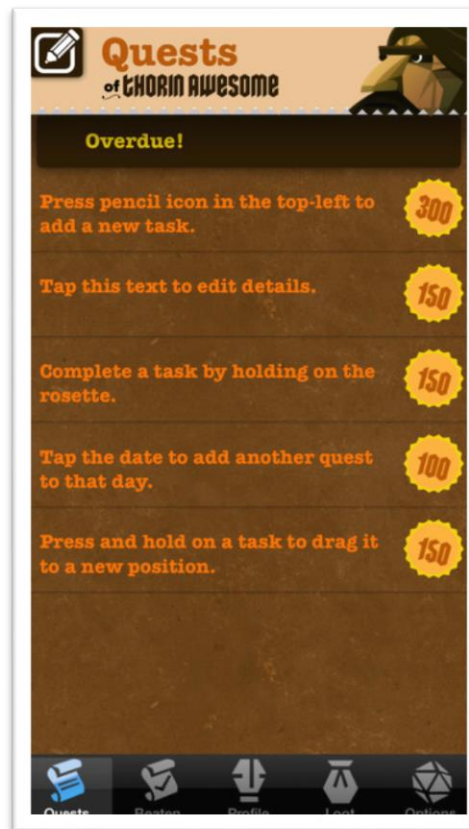 Quests
of THORIN AWESOME
Overdue!
Press pencil icon in the top-left to
add a new task.
300
Tap this text to edit details.
150
Complete a task by holding on the
rosette.
150
Tap the date to add another quest
to that day.
100
Press and hold on a task to drag it
to a new position.
150
Quests Beaten Profile Loot Options